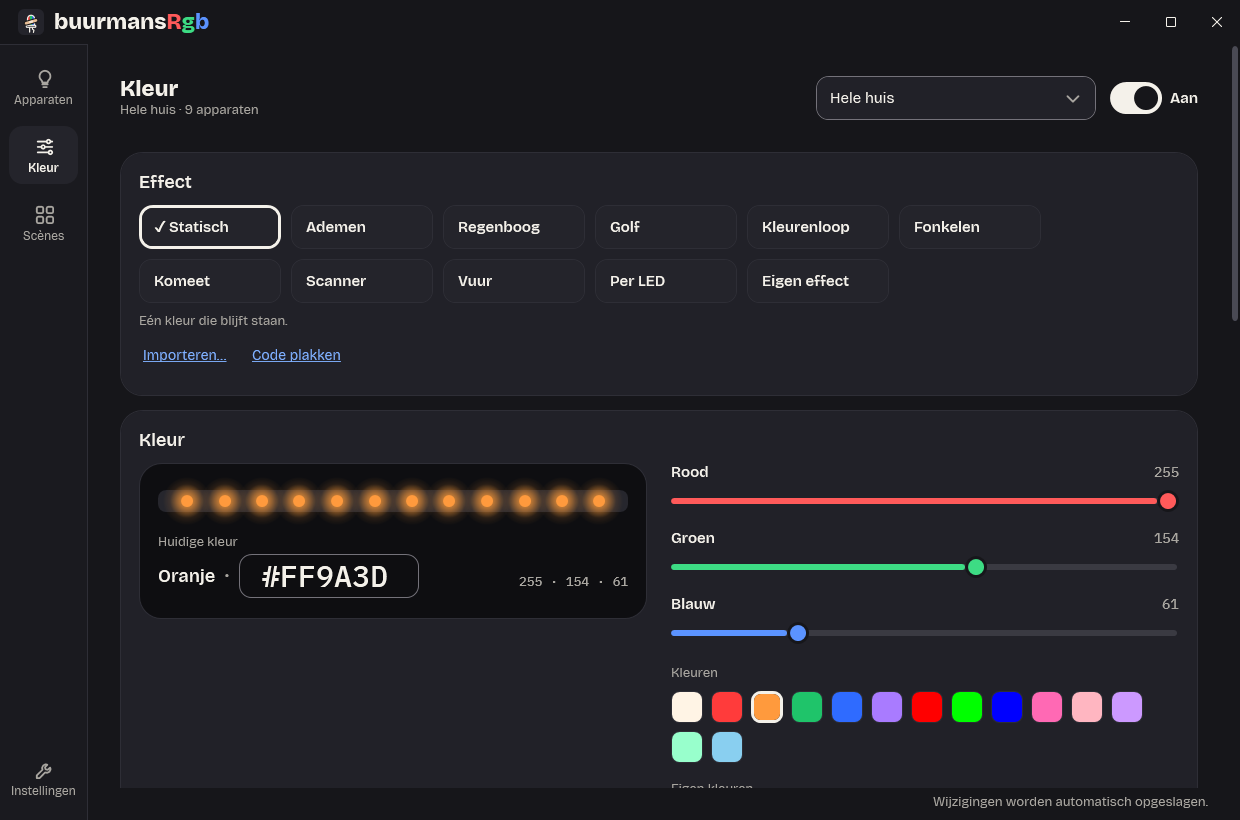 buurmansRgb
Apparaten
Kleur
Scènes
Instellingen
Kleur
Hele huis · 9 apparaten
Hele huis
Aan
Effect
✓ Statisch
Ademen
Regenboog
Golf
Kleurenloop
Fonkelen
Komeet
Scanner
Vuur
Per LED
Eigen effect
Eén kleur die blijft staan.
Importeren...
Code plakken
Kleur
Huidige kleur
Oranje · #FF9A3D
255 · 154 · 61
Rood 255
Groen 154
Blauw 61
Kleuren
Eigen kleuren
Wijzigingen worden automatisch opgeslagen.